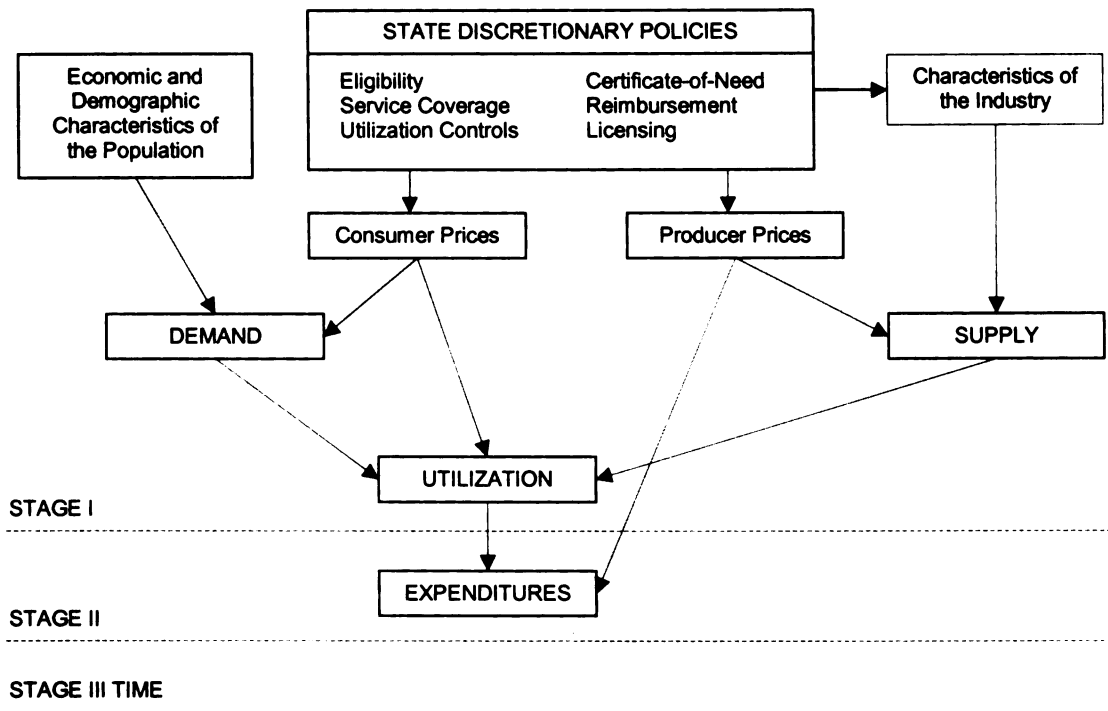 STATE DISCRETIONARY POLICIES
Economic and
Demographic
Characteristics of
the Population
Eligibility
Service Coverage
Utilization Controls
Certificate-of-Need
Reimbursement
Licensing
Characteristics of
the Industry
Consumer Prices
Producer Prices
DEMAND
SUPPLY
UTILIZATION
STAGE I
EXPENDITURES
STAGE II
STAGE III TIME